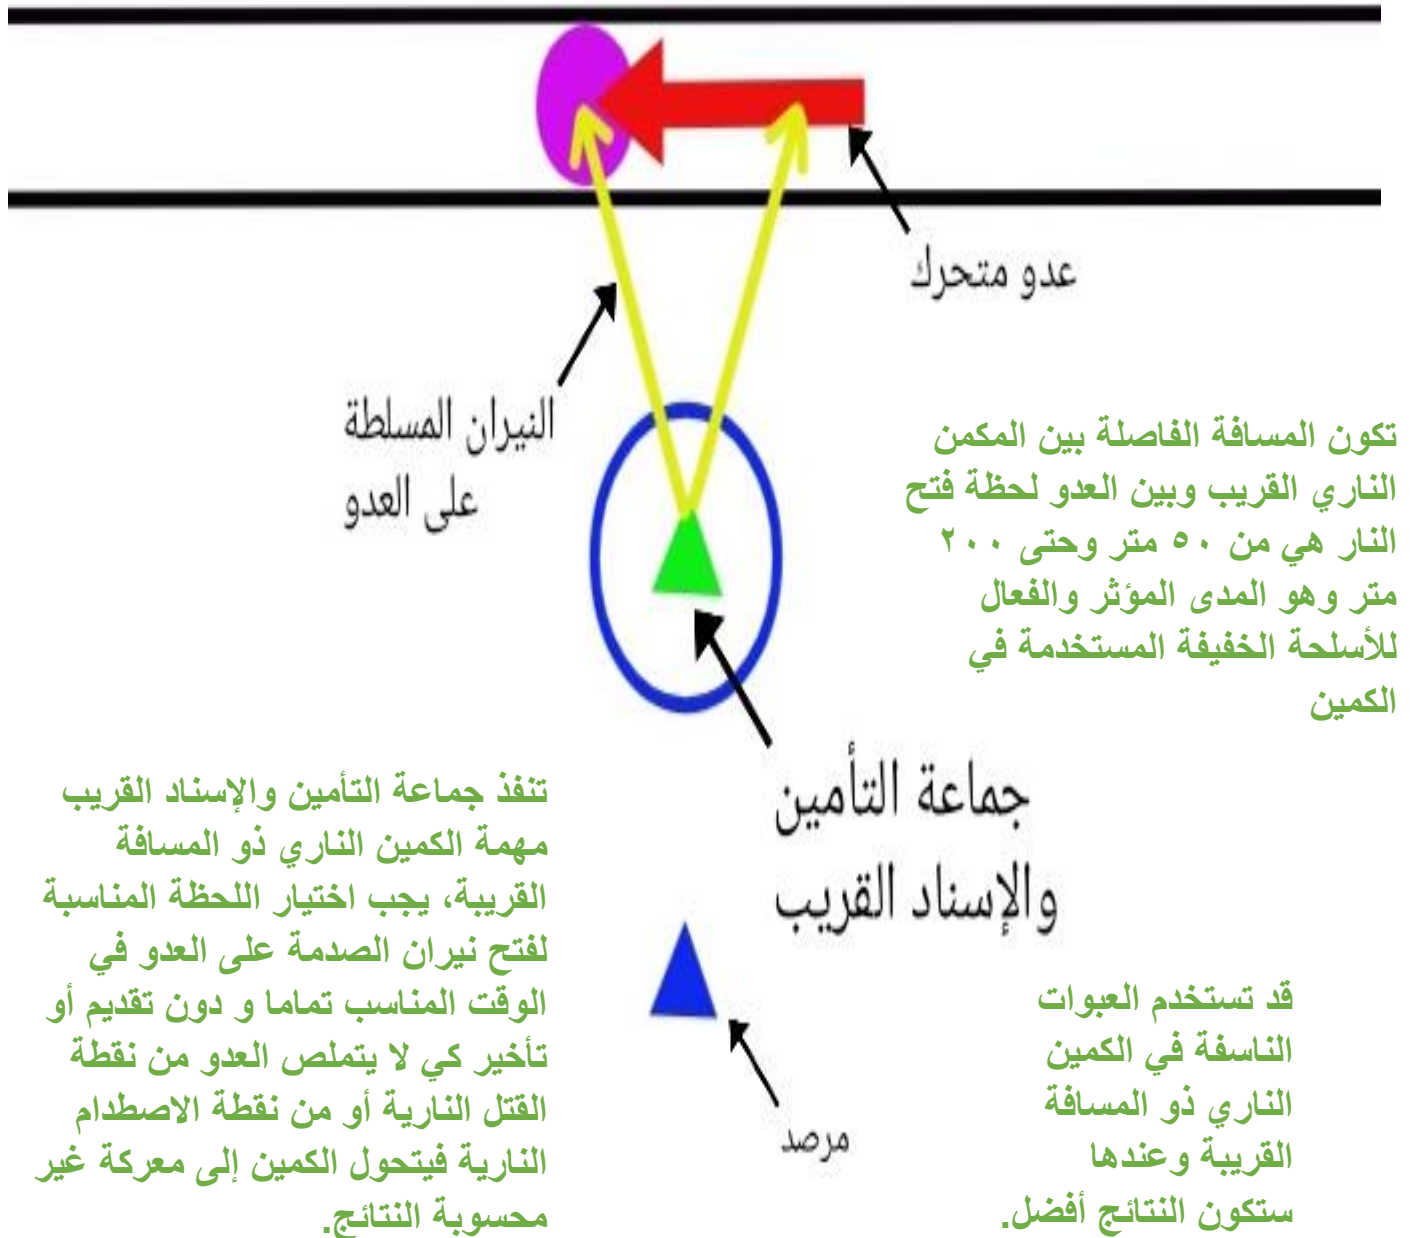 عدو متحرك
النيران المسلطة
على العدو
تكون المسافة الفاصلة بين المكمن
الناري القريب وبين العدو لحظة فتح
النار هي من ٥٠ متر وحتى ٢٠٠
متر وهو المدى المؤثر والفعال
للأسلحة الخفيفة المستخدمة في
الكمين
جماعة التأمين
والإسناد القريب
تنفذ جماعة التأمين والإسناد القريب
مهمة الكمين الناري ذو المسافة
القريبة، يجب اختيار اللحظة المناسبة
لفتح نيران الصدمة على العدو في
الوقت المناسب تماما و دون تقديم أو
تأخير كي لا يتملص العدو من نقطة
القتل النارية أو من نقطة الاصطدام
النارية فيتحول الكمين إلى معركة غير
محسوبة النتائج.
مرصد
قد تستخدم العبوات
الناسفة في الكمين
الناري ذو المسافة
القريبة وعندها
ستكون النتائج أفضل.